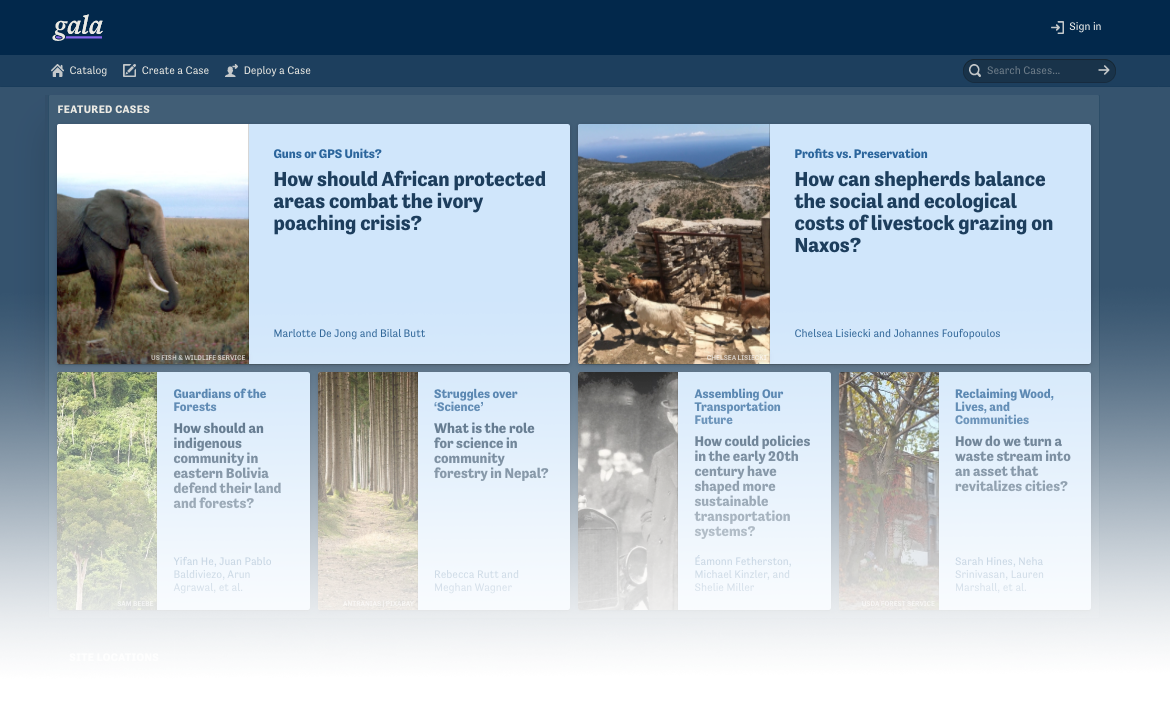 gala
Sign in
Catalog
Create a Case
Deploy a Case
Search Cases...
FEATURED CASES
Guns or GPS Units?
How should African protected
areas combat the ivory
poaching crisis?
Marlotte De Jong and Bilal Butt
US FISH & WILDLIFE SERVICE
Profits vs. Preservation
How can shepherds balance
the social and ecological
costs of livestock grazing on
Naxos?
Chelsea Lisiecki and Johannes Foufopoulos
CHELSEA LISIECKI
Guardians of the
Forests
How should an
indigenous
community in
eastern Bolivia
defend their land
and forests?
Yifan He, Juan Pablo
Baldiviezo, Arun
Agrawal, et al.
SAM BEEBE
Struggles over
‘Science’
What is the role
for science in
community
forestry in Nepal?
Rebecca Rutt and
Meghan Wagner
Assembling Our
Transportation
Future
How could policies
in the early 20th
century have
shaped more
sustainable
transportation
systems?
Éamonn Fetherston,
Michael Kinzler, and
Shelie Miller
Reclaiming Wood,
Lives, and
Communities
How do we turn a
waste stream into
an asset that
revitalizes cities?
Sarah Hines, Neha
Srinivasan, Lauren
Marshall, et al.
FOREST SERVICE
SITE LOCATIONS